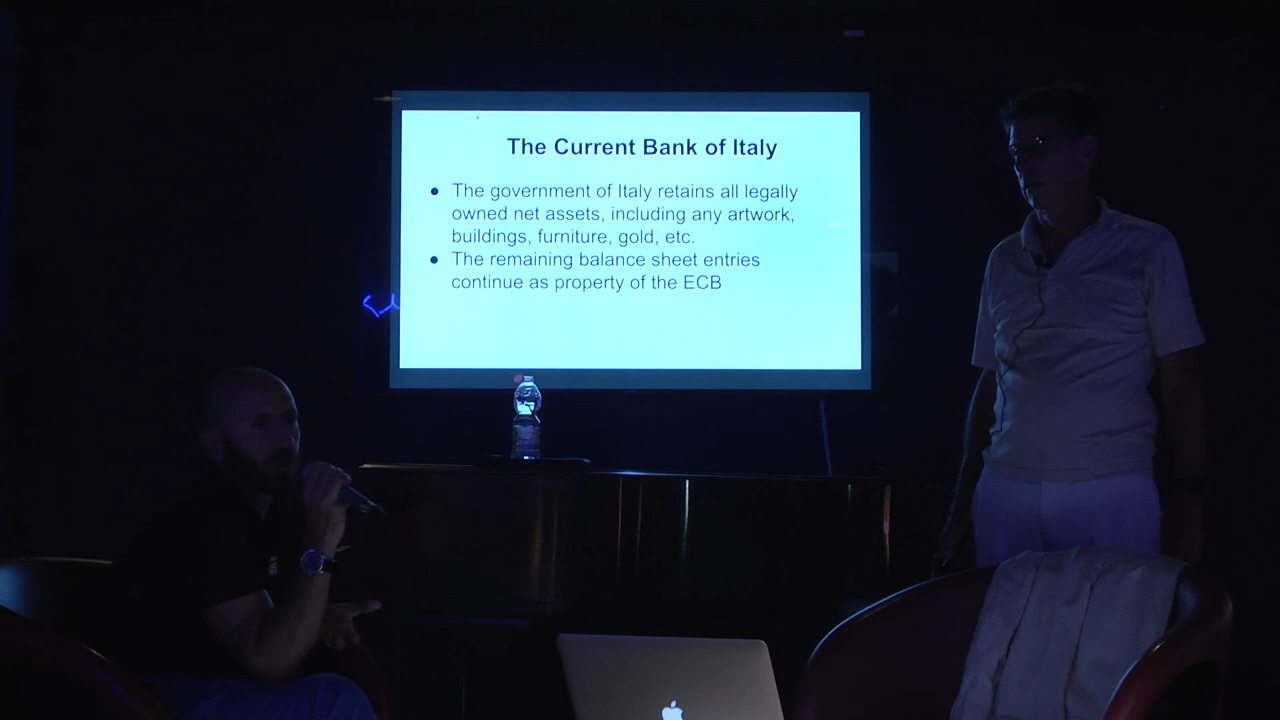 The Current Bank of Italy
● The government of Italy retains all legally
owned net assets, including any artwork,
buildings, furniture, gold, etc.
● The remaining balance sheet entries
continue as property of the ECB